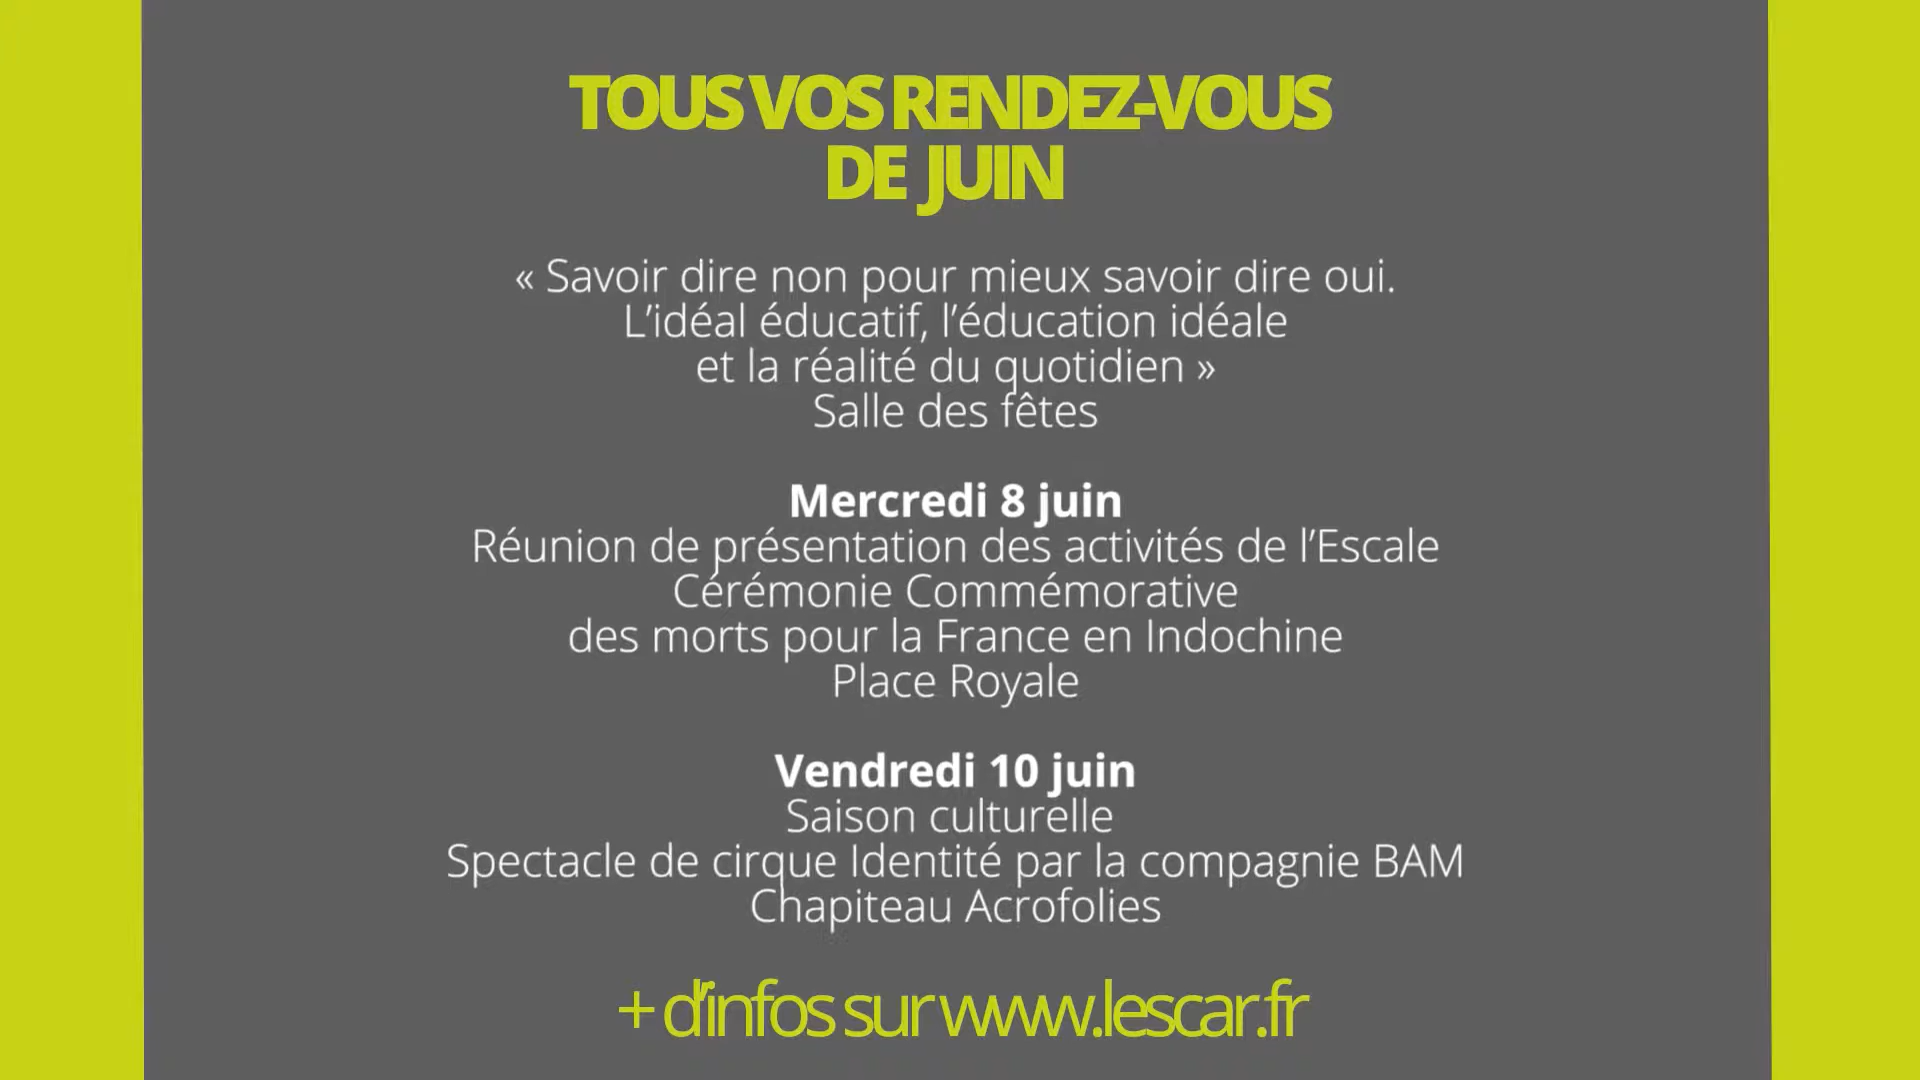 TOUS VOS RENDEZ-VOUS
DE JUIN
« Savoir dire non pour mieux savoir dire oui.
L’idéal éducatif, l’éducation idéale
et la réalité du quotidien »
Salle des fêtes
Mercredi 8 juin
Réunion de présentation des activités de l’Escale
Cérémonie Commémorative
des morts pour la France en Indochine
Place Royale
Vendredi 10 juin
Saison culturelle
Spectacle de cirque Identité par la compagnie BAM
Chapiteau Acrofolies
+ d’infos sur www.lescar.fr